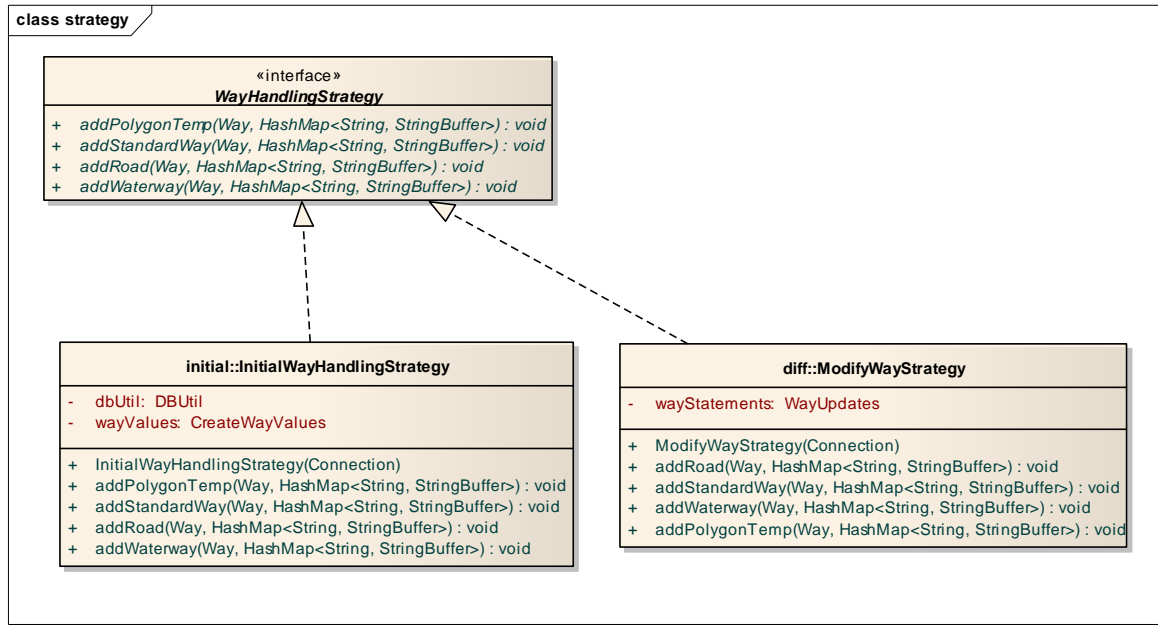 class strategy
«interface»
WayHandlingStrategy
+ addPolygonTemp(Way, HashMap<String, StringBuffer>) : void
+ addStandardWay(Way, HashMap<String, StringBuffer>) : void
+ addRoad(Way, HashMap<String, StringBuffer>) : void
+ addWaterway(Way, HashMap<String, StringBuffer>) : void
initial::InitialWayHandlingStrategy
- dbUtil: DBUtil
- wayValues: CreateWayValues
+ InitialWayHandlingStrategy(Connection)
+ addPolygonTemp(Way, HashMap<String, StringBuffer>) : void
+ addStandardWay(Way, HashMap<String, StringBuffer>) : void
+ addRoad(Way, HashMap<String, StringBuffer>) : void
+ addWaterway(Way, HashMap<String, StringBuffer>) : void
diff::ModifyWayStrategy
- wayStatements: WayUpdates
+ ModifyWayStrategy(Connection)
+ addRoad(Way, HashMap<String, StringBuffer>) : void
+ addStandardWay(Way, HashMap<String, StringBuffer>) : void
+ addWaterway(Way, HashMap<String, StringBuffer>) : void
+ addPolygonTemp(Way, HashMap<String, StringBuffer>) : void